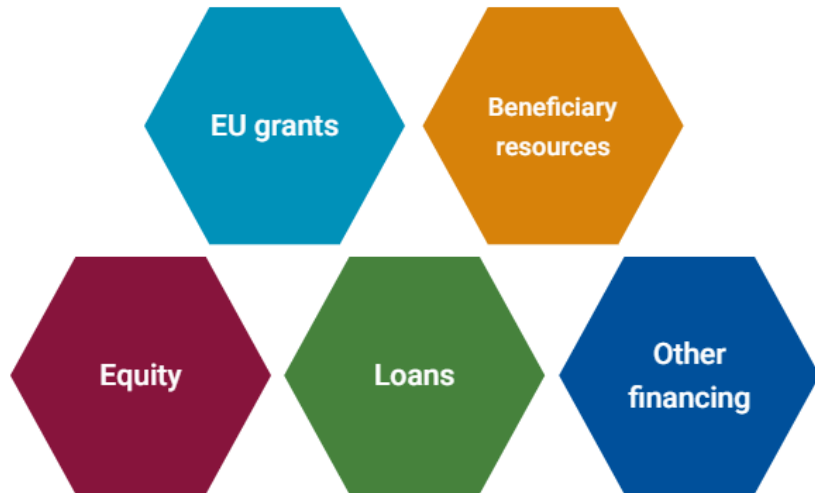 EU grants
Beneficiary
resources
Equity
Loans
Other
financing